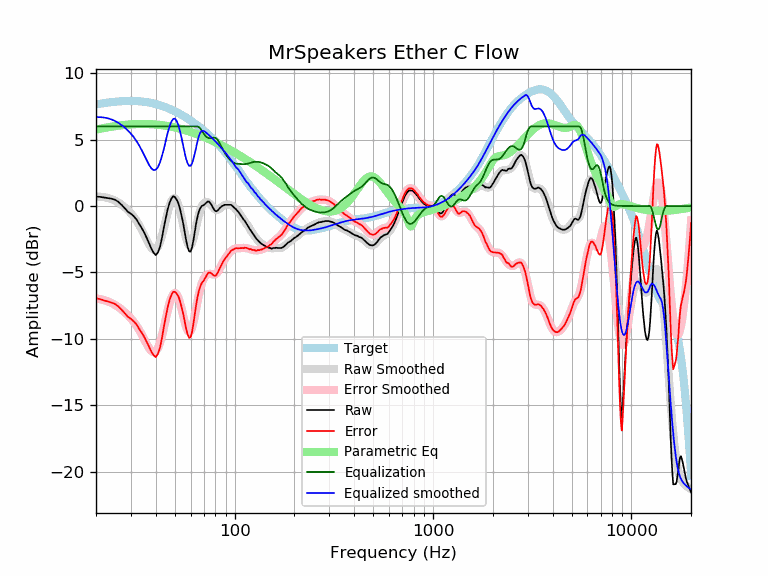 MrSpeakers Ether C Flow
10
5
0
−5
−10
−15
−20
Amplitude (dBr)
Target
Raw Smoothed
Error Smoothed
Raw
Error
Parametric Eq
Equalization
Equalized smoothed
100 1000 10000
Frequency (Hz)